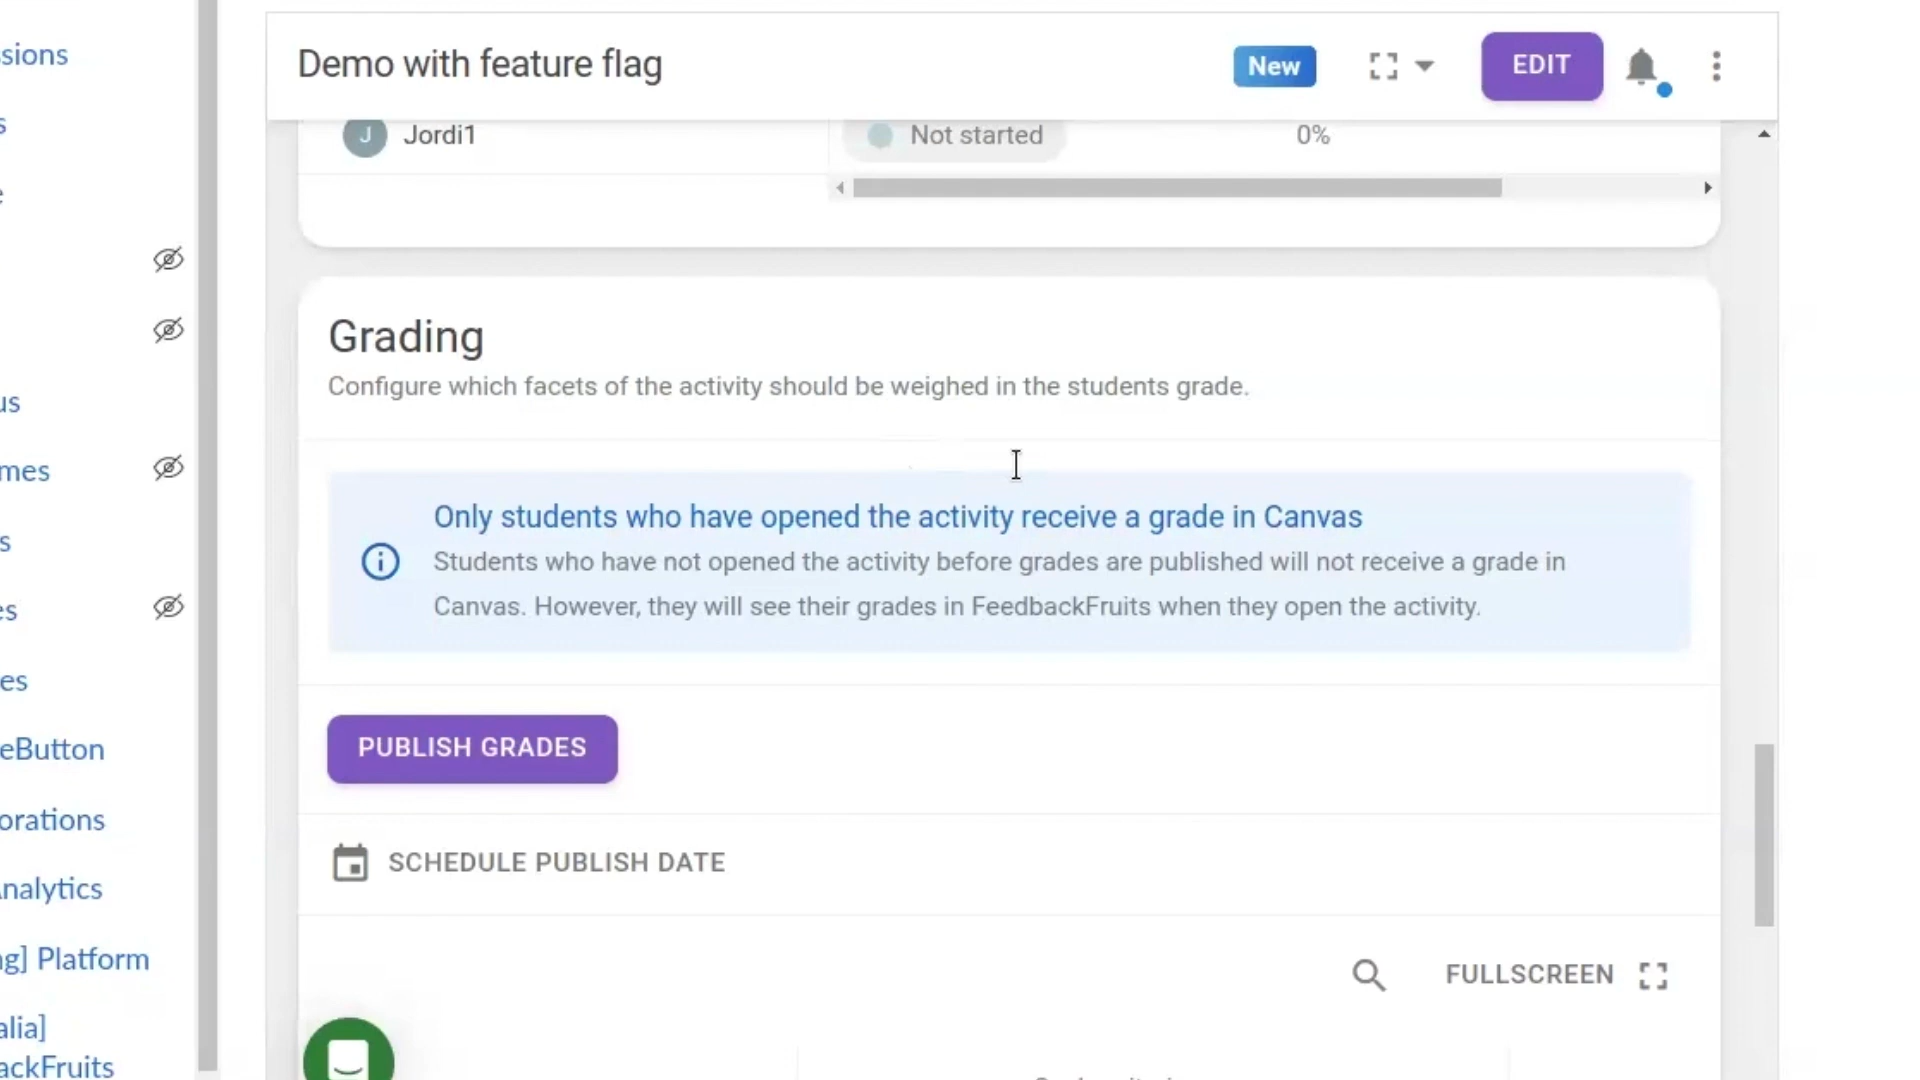 Demo with feature flag
New
EDIT
J
Jordi1
Not started
0%
Grading
Configure which facets of the activity should be weighed in the students grade.
Only students who have opened the activity receive a grade in Canvas
Students who have not opened the activity before grades are published will not receive a grade in
Canvas. However, they will see their grades in FeedbackFruits when they open the activity.
PUBLISH GRADES
SCHEDULE PUBLISH DATE
FULLSCREEN
sions
s
e
us
mes
s
es
es
eButton
orations
Analytics
ng] Platform
alia]
ackFruits